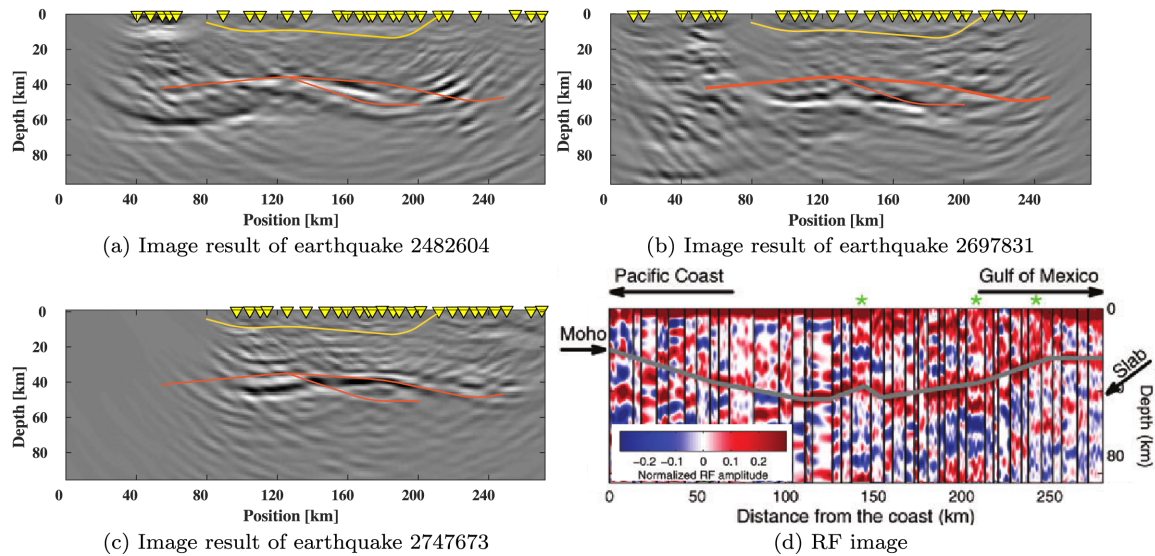 0
20
40
60
80
Depth [km]
0 40 80 120 160 200 240
Position [km]
(a) Image result of earthquake 2482604
0
20
40
60
80
Depth [km]
0 40 80 120 160 200 240
Position [km]
(b) Image result of earthquake 2697831
0
20
40
60
80
Depth [km]
0 40 80 120 160 200 240
Position [km]
(c) Image result of earthquake 2747673
Pacific Coast
Gulf of Mexico
* * *
Moho
Slab
0
80
Depth (km)
-0.2 -0.1 0 0.1 0.2
Normalized RF amplitude
0 50 100 150 200 250
Distance from the coast (km)
(d) RF image